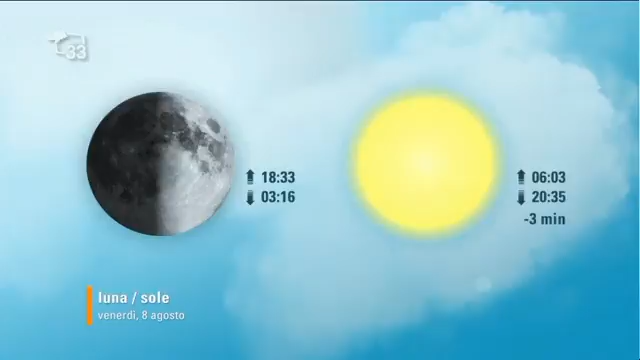 33
18:33
03:16
06:03
20:35
-3 min
luna / sole
venerdì, 8 agosto